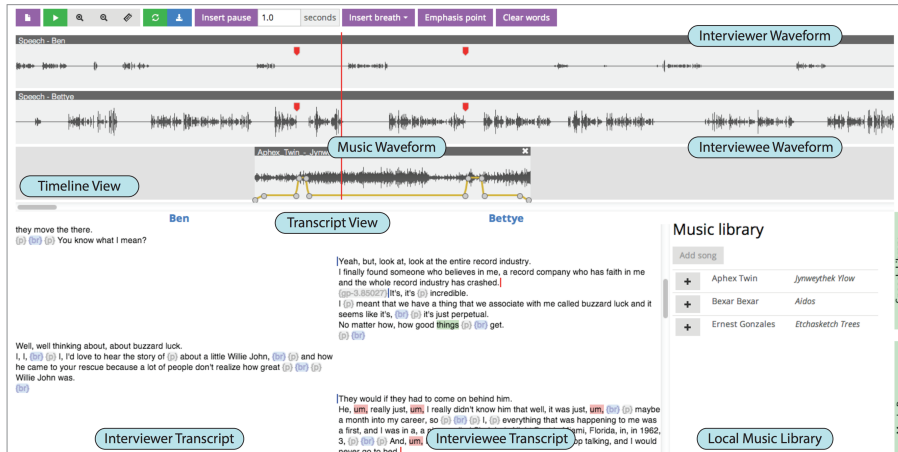 Insert pause 1.0 seconds Insert breath Emphasis point Clear words
Speech - Ben
Interviewer Waveform
Speech - Bettye
Music Waveform
Interviewee Waveform
Aphex_Twin_-_Jynw
Timeline View
Ben
Transcript View
Bettye
they move the there.
{p} {br} {p} You know what I mean?
Yeah, but, look at, look at the entire record industry.
I finally found someone who believes in me, a record company who has faith in me
and the whole record industry has crashed.
{gp-3.85027} It's, it's {p} incredible.
I {p} meant that we have a thing that we associate with me called buzzard luck and it
seems like it's, {br} {p} it's just perpetual.
No matter how, how good things {p} {br} get.
{p} {br}
Well, well thinking about, about buzzard luck.
I, I, {br} {p} I, I'd love to hear the story of {p} about a little Willie John, {br} {p} and how
he came to your rescue because a lot of people don't realize how great {p} {br} {p}
Willie John was.
{br}
They would if they had to come on behind him.
He, um, really just, um, I really didn't know him that well, it was just, um, {br} {p} maybe
a month into my career, so {p} {br} {p} I, {p} everything that was happening to me was
a first, and I was in, a
Miami, Florida, in, in 1962,
3, {p} {br} {p} And, um,
op talking, and I would
never go to bed.
Music library
Add song
+ Aphex Twin Jynweythek Ylow
+ Bexar Bexar Aidos
+ Ernest Gonzales Etchasketch Trees
Interviewer Transcript
Interviewee Transcript
Local Music Library